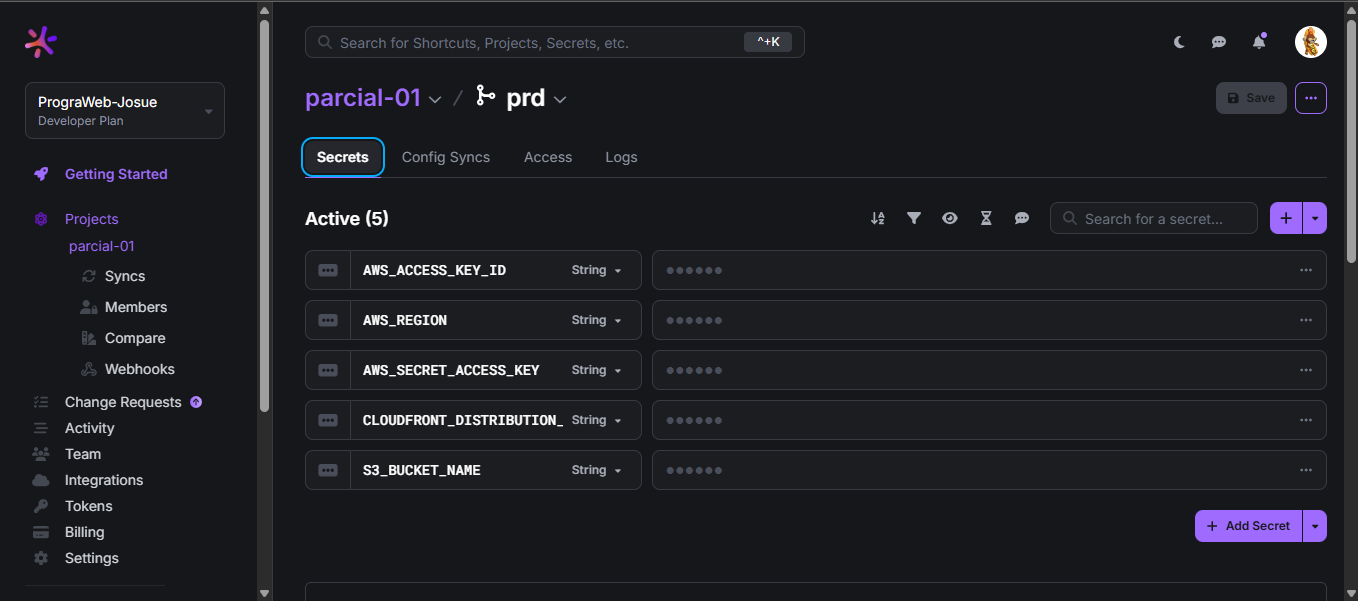 Search for Shortcuts, Projects, Secrets, etc.
^+K
PrograWeb-Josue
Developer Plan
parcial-01 / prd
Save
Getting Started
Secrets
Config Syncs
Access
Logs
Projects
parcial-01
Syncs
Members
Compare
Webhooks
Change Requests
Activity
Team
Integrations
Tokens
Billing
Settings
Active (5)
Search for a secret...
AWS_ACCESS_KEY_ID String
AWS_REGION String
AWS_SECRET_ACCESS_KEY String
CLOUDFRONT_DISTRIBUTION_ String
S3_BUCKET_NAME String
+ Add Secret